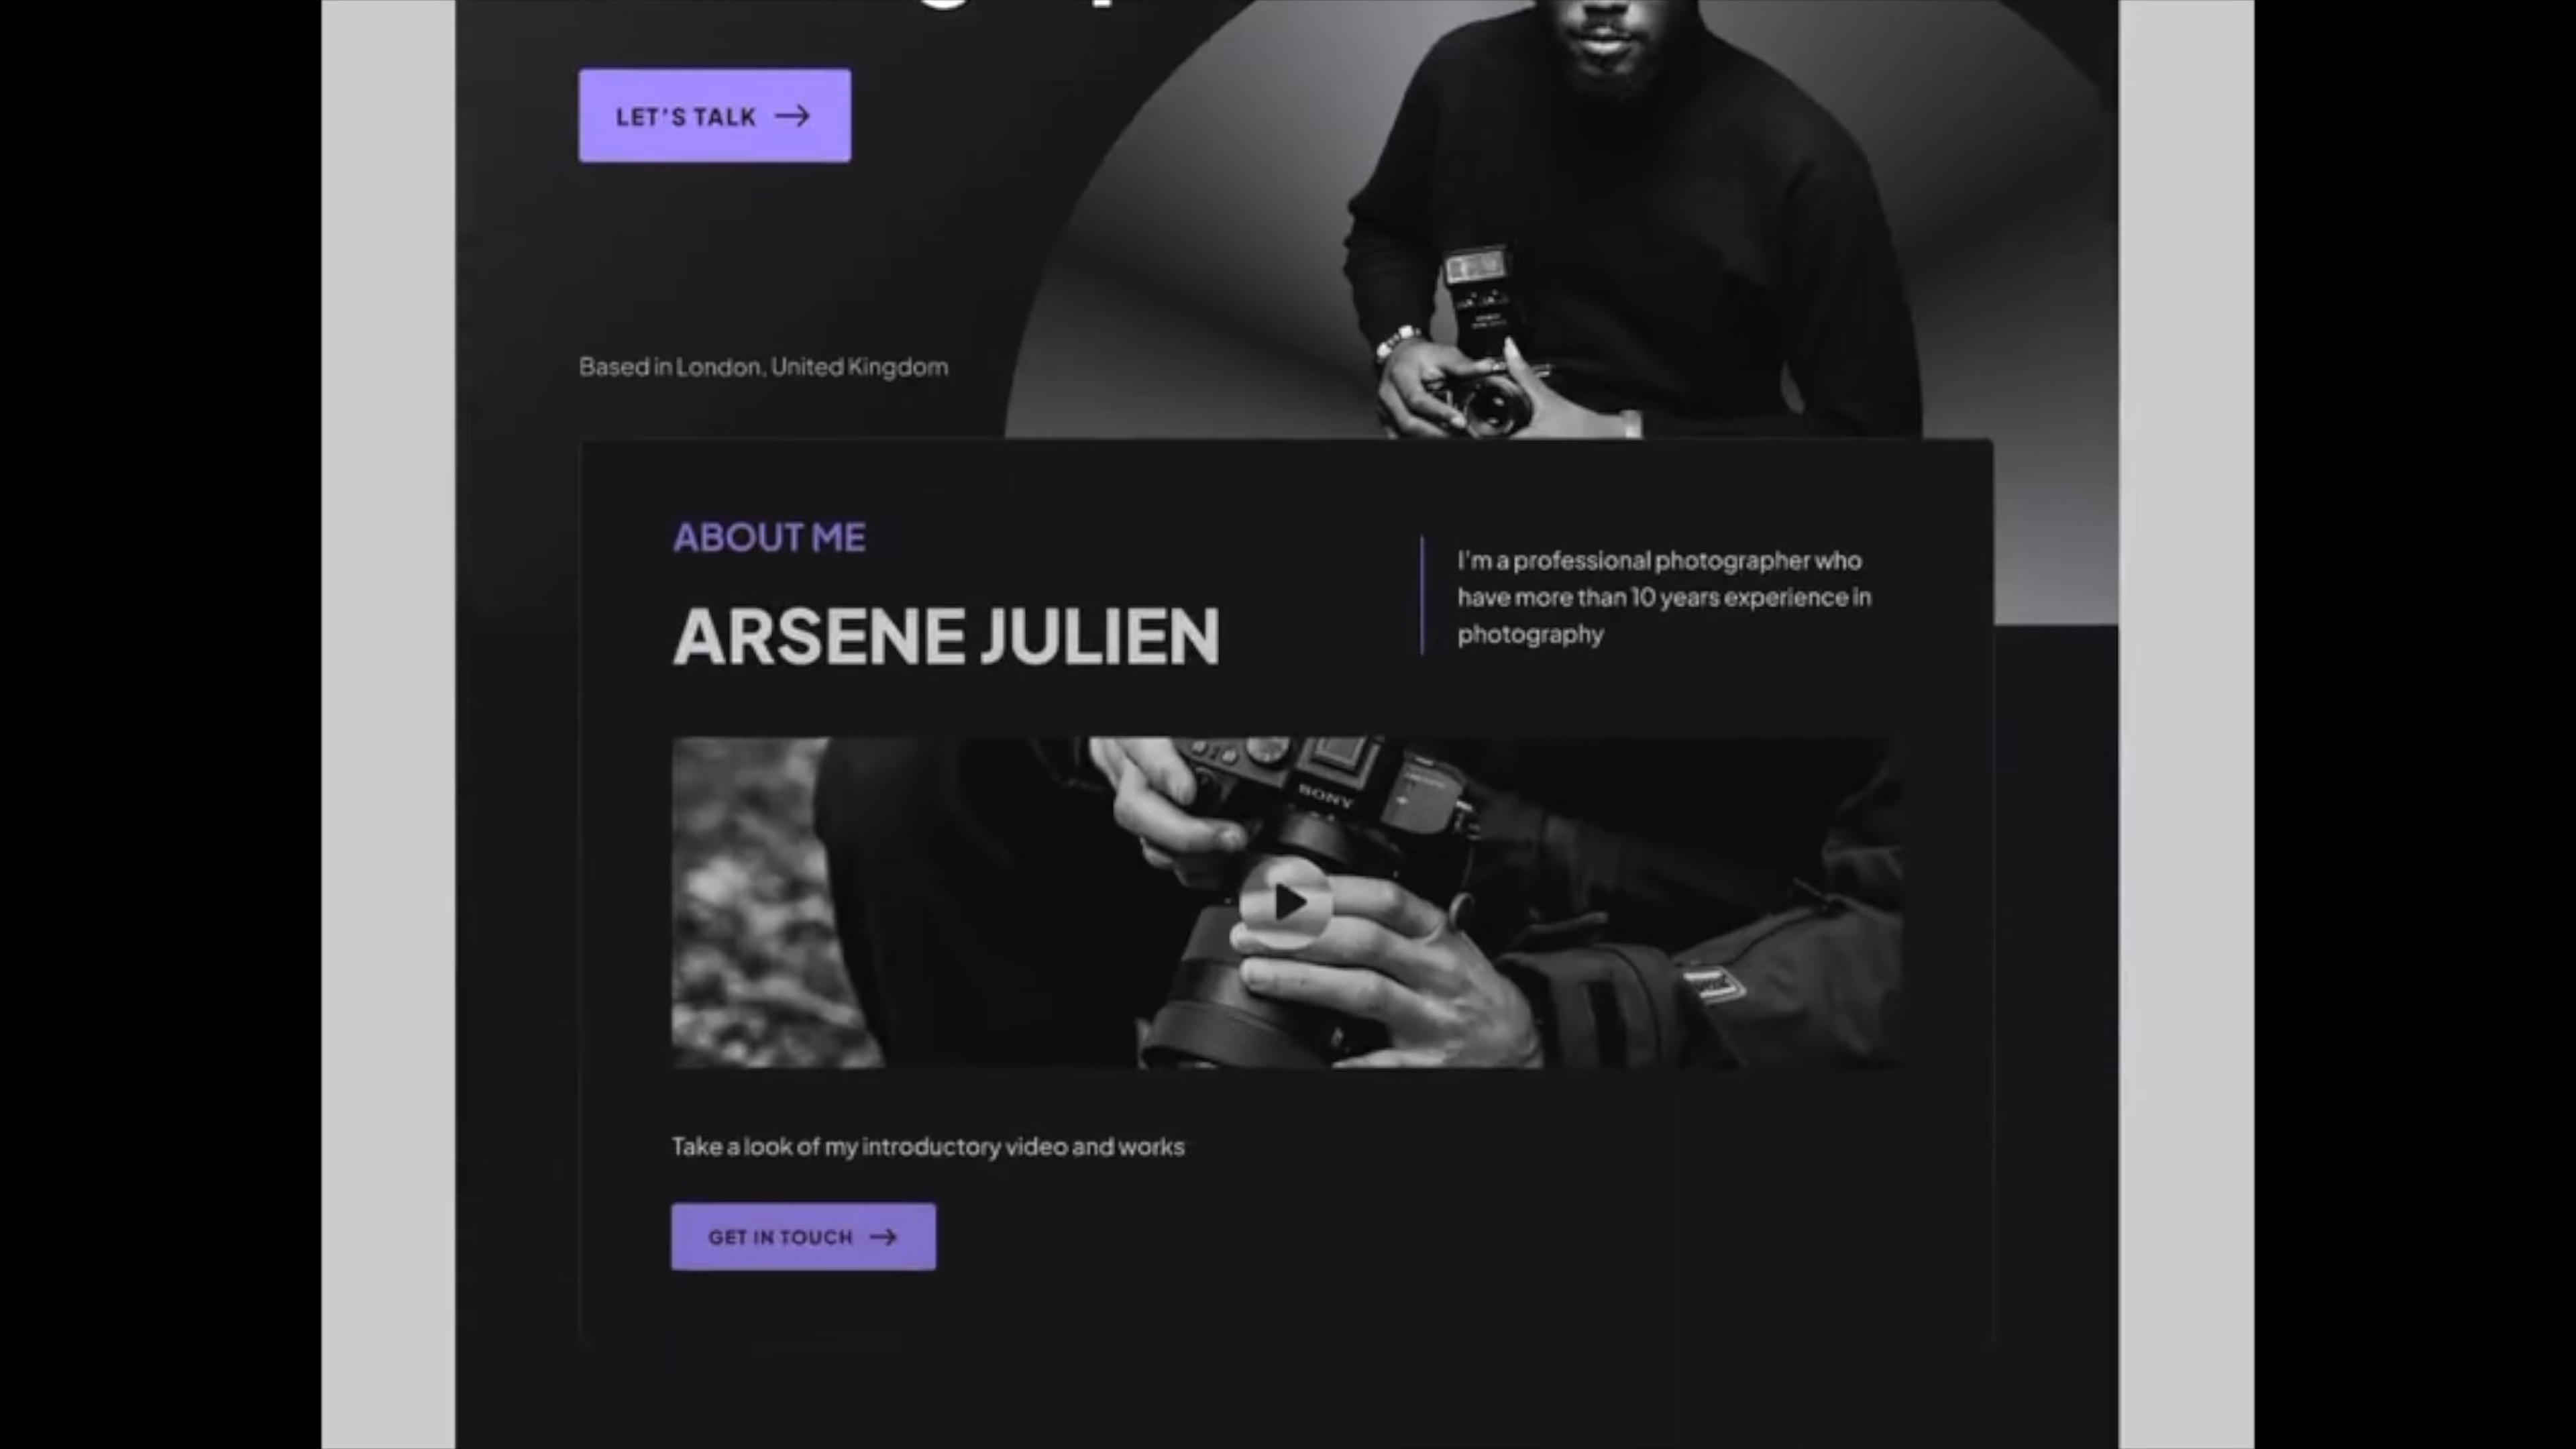 LET'S TALK
Based in London, United Kingdom
ABOUT ME
ARSENE JULIEN
I'm a professional photographer who
have more than 10 years experience in
photography
SONY
Take a look of my introductory video and works
GET IN TOUCH